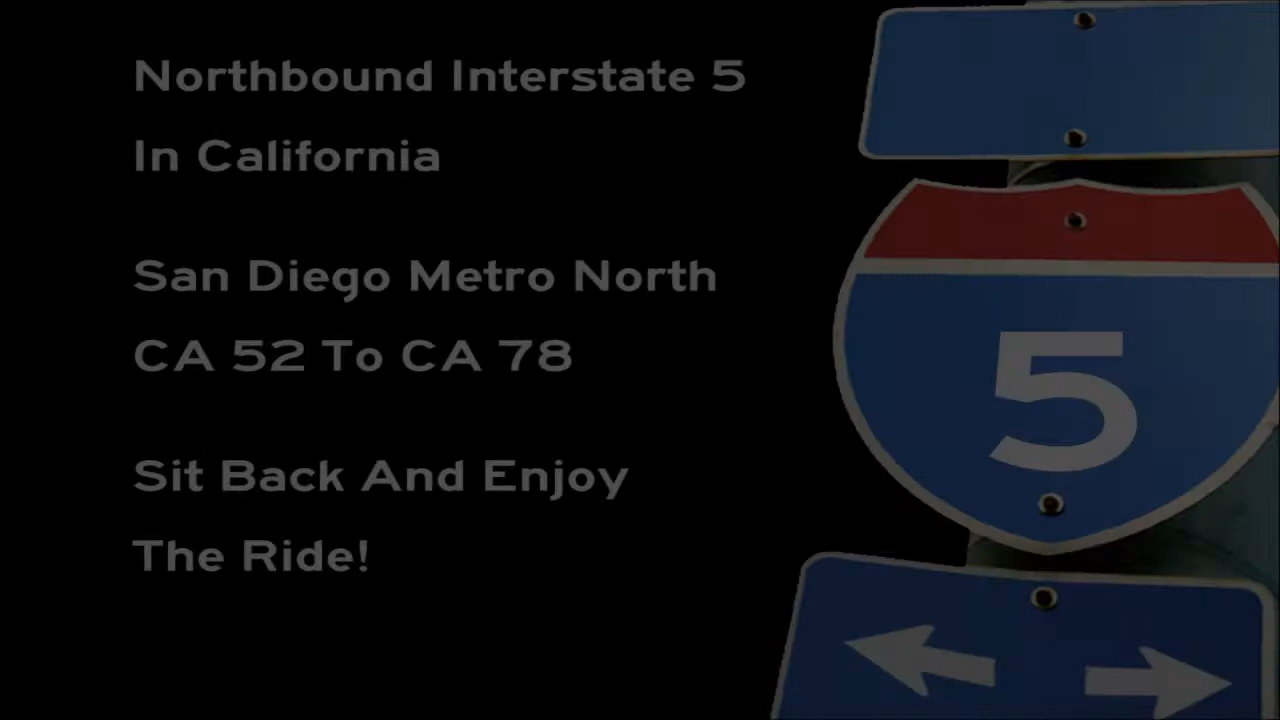 Northbound Interstate 5
In California
San Diego Metro North
CA 52 To CA 78
Sit Back And Enjoy
The Ride!
5